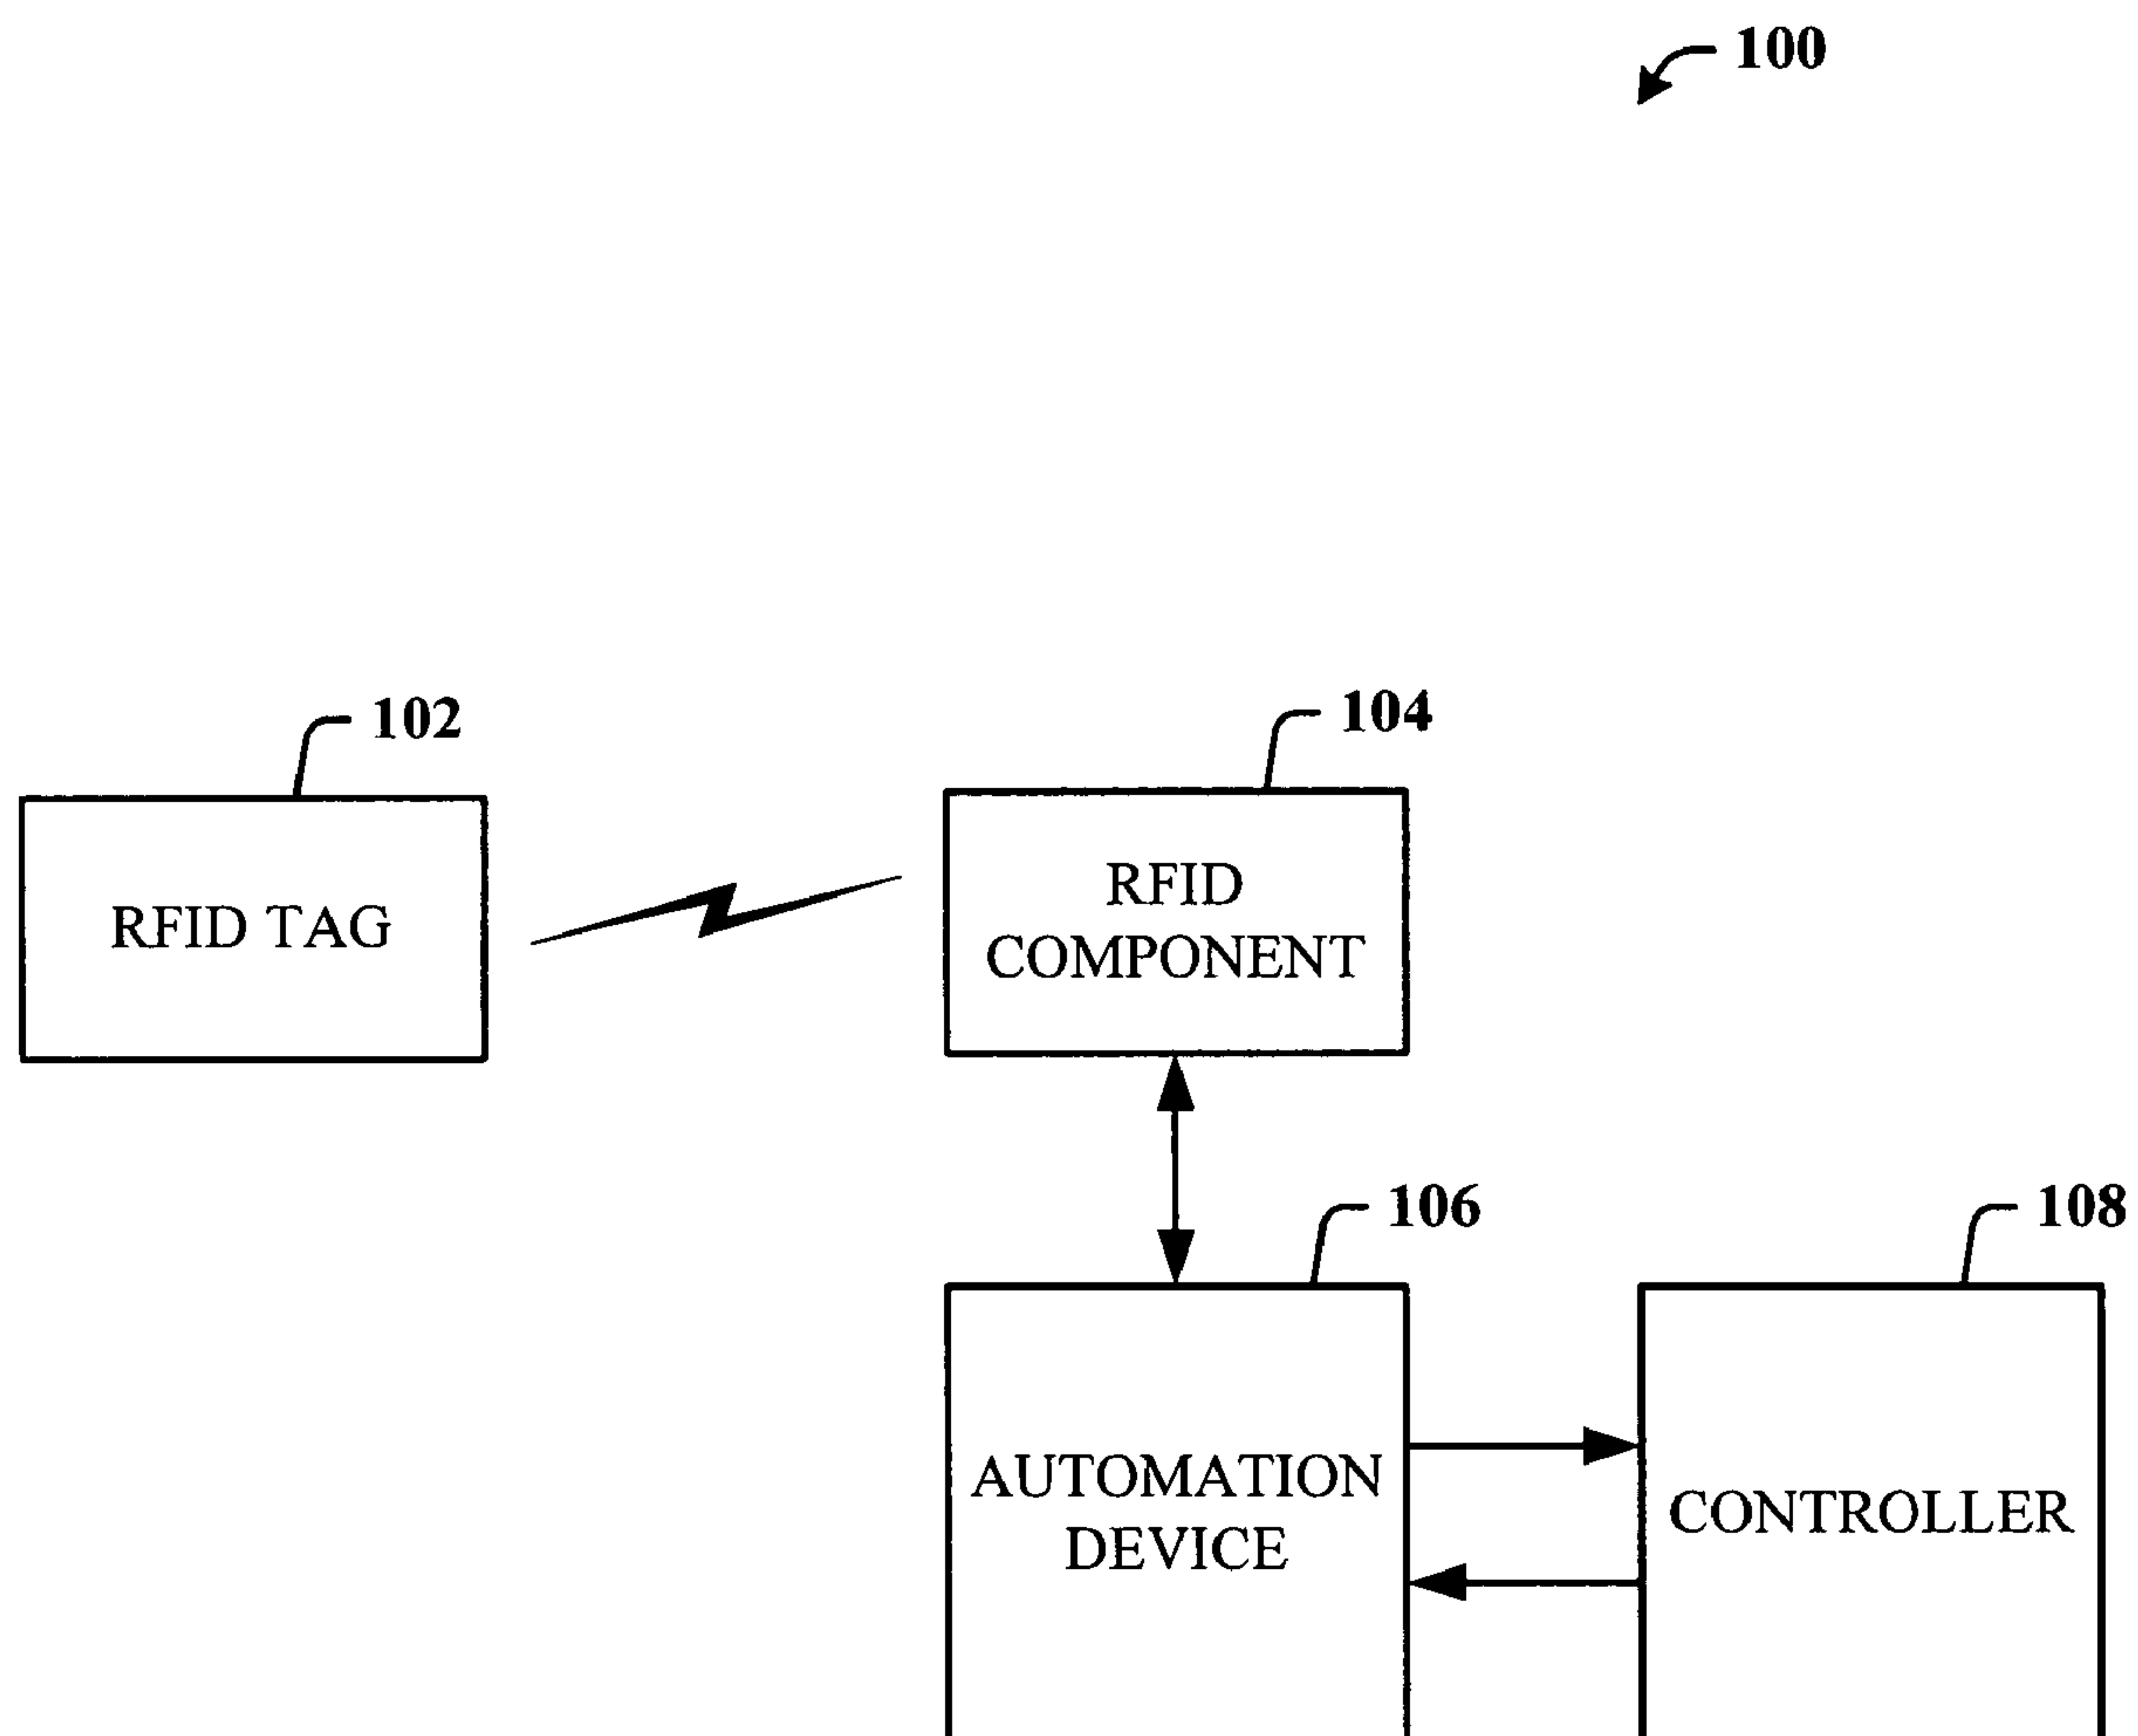 100
102
104
RFID TAG
RFID
COMPONENT
106
108
AUTOMATION
DEVICE
CONTROLLER